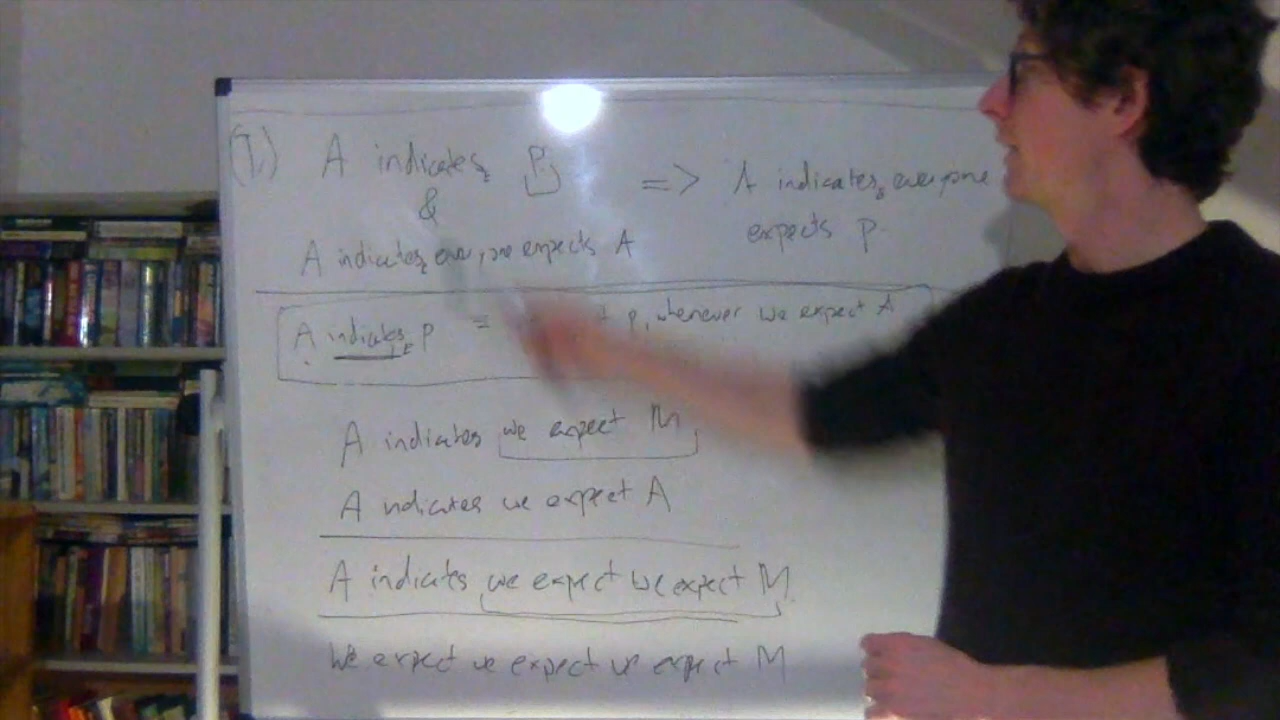 (I) A indicates p => A indicates everyone
& expects p.
A indicates everyone expects A
A indicates p ≡ p, whenever we expect A
A indicates we expect M
A indicates we expect A
A indicates we expect we expect M
We expect we expect we expect M